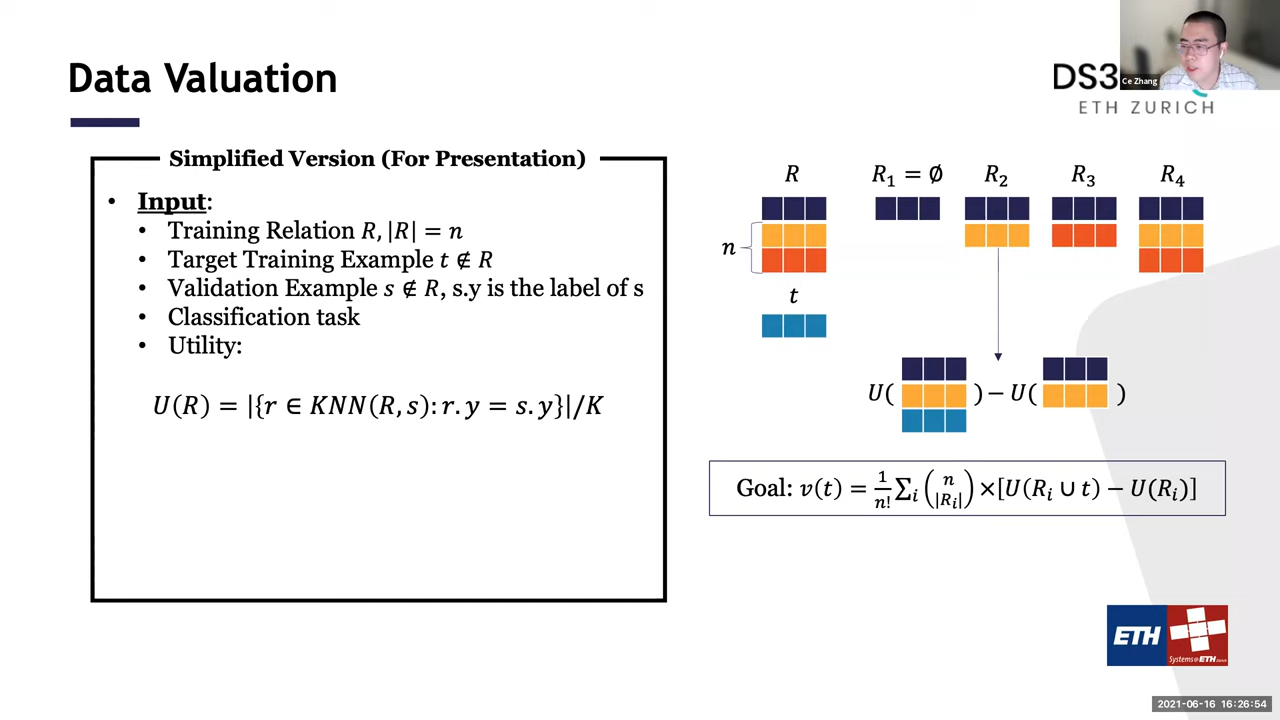 Data Valuation
DS3
ETH ZURICH
Ce Zhang
Simplified Version (For Presentation)
• Input:
• Training Relation R, |R| = n
• Target Training Example t ∉ R
• Validation Example s ∉ R, s.y is the label of s
• Classification task
• Utility:
U(R) = |{r ∈ KNN(R, s): r. y = s. y}|/K
R R₁ = ∅ R₂ R₃ R₄
n
t
U( ) − U( )
Goal: v(t) = 1/n! ∑ᵢ (n |Rᵢ|) ×[U(Rᵢ ∪ t) − U(Rᵢ)]
ETH
Systems@ETH Zürich
2021-06-16 16:26:54